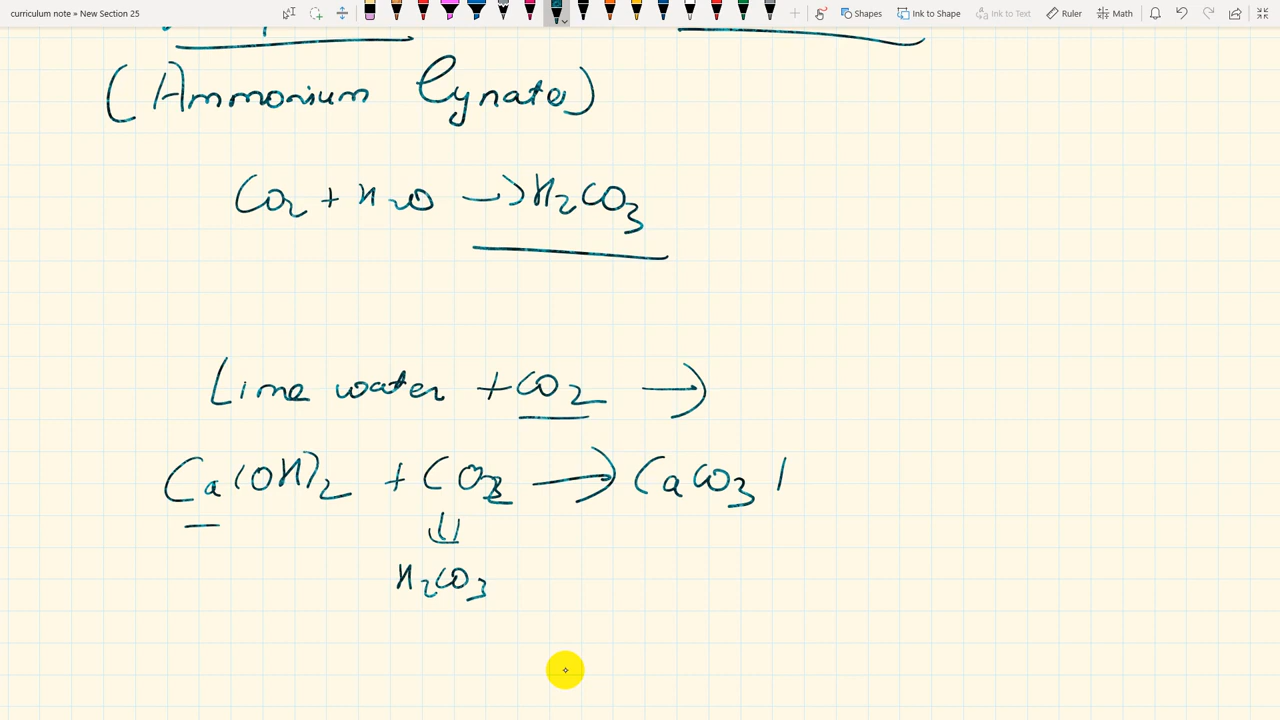 curriculum note » New Section 25
Shapes Ink to Shape Ink to Text Ruler Math
(Ammonium Cynate)
CO2 + H2O → H2CO3
Lime water + CO2 →
Ca(OH)2 + CO2 → CaCO3
⇓
H2CO3